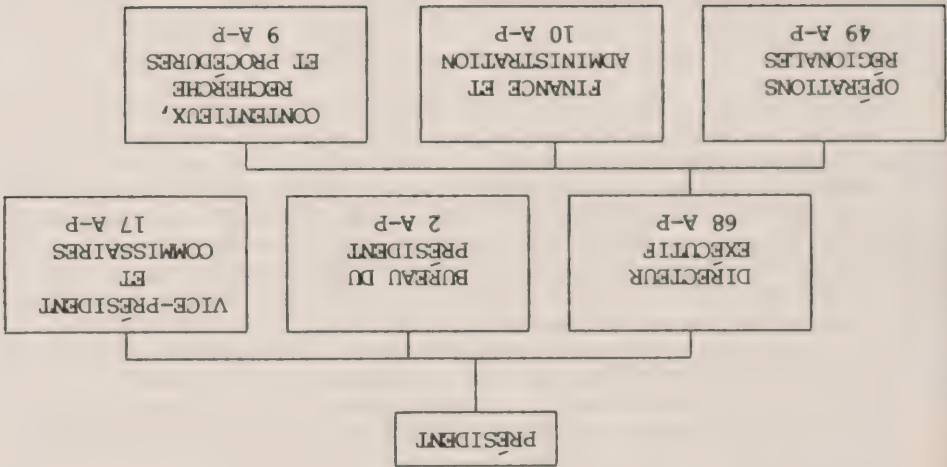 PRÉSIDENT
DIRECTEUR
EXÉCUTIF
68 A-P
BUREAU DU
PRÉSIDENT
2 A-P
VICE-PRÉSIDENT
ET
COMMISSAIRES
17 A-P
OPÉRATIONS
RÉGIONALES
49 A-P
FINANCE ET
ADMINISTRATION
10 A-P
CONTENTIEUX,
RECHERCHE
ET PROCÉDURES
9 A-P